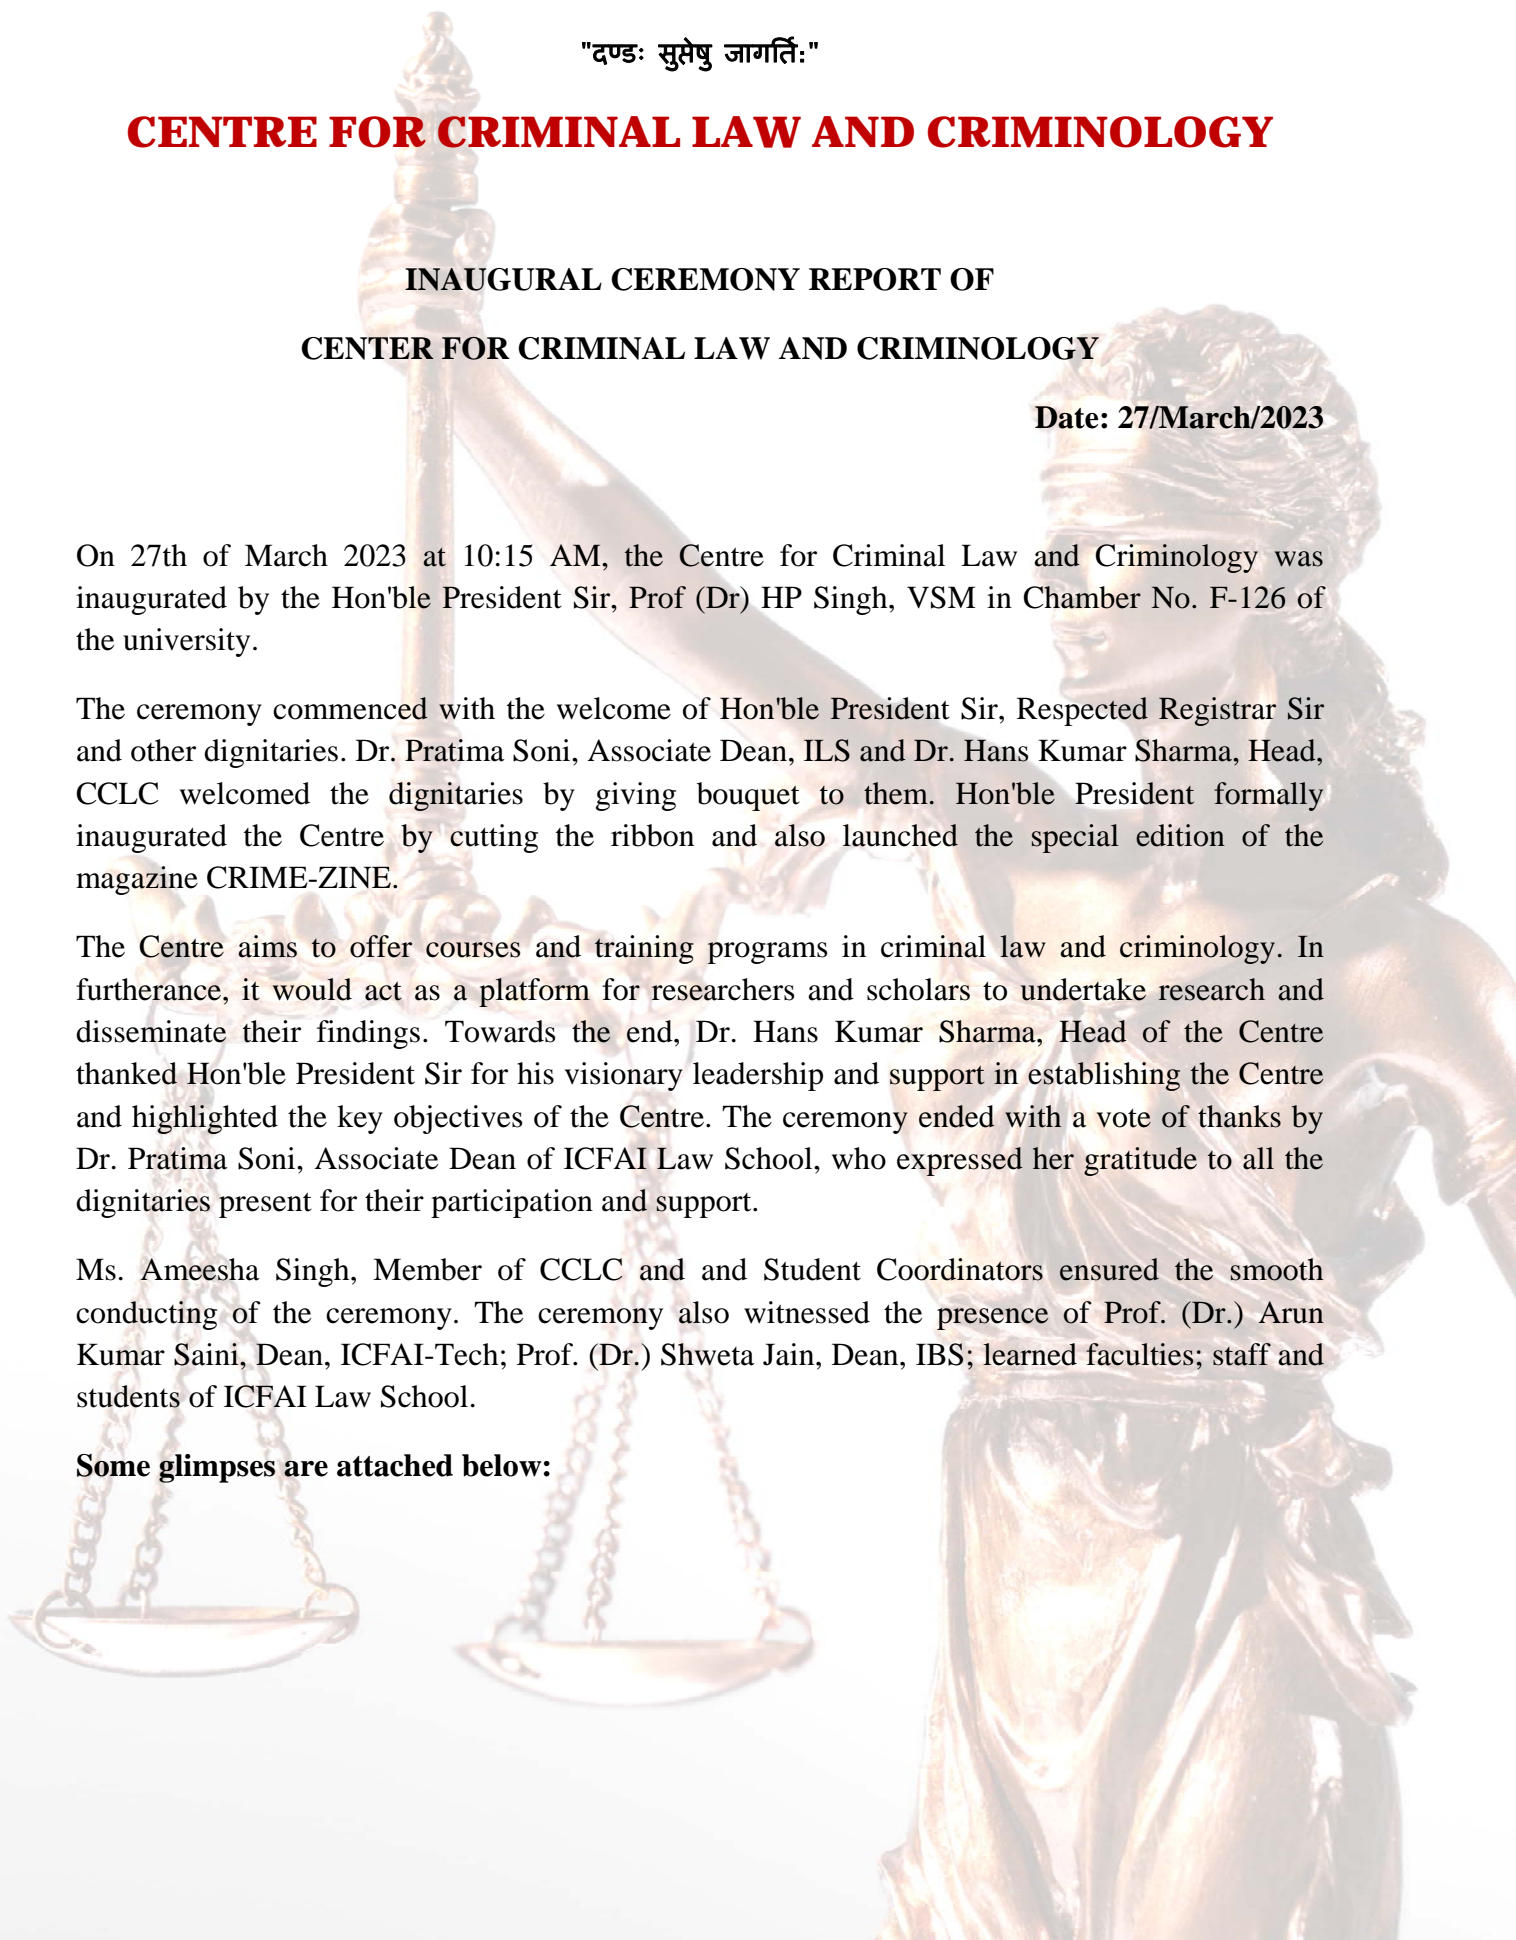 "दण्डः सुप्तेषु जागर्ति:"
CENTRE FOR CRIMINAL LAW AND CRIMINOLOGY
INAUGURAL CEREMONY REPORT OF
CENTER FOR CRIMINAL LAW AND CRIMINOLOGY
Date: 27/March/2023
On 27th of March 2023 at 10:15 AM, the Centre for Criminal Law and Criminology was
inaugurated by the Hon'ble President Sir, Prof (Dr) HP Singh, VSM in Chamber No. F-126 of
the university.
The ceremony commenced with the welcome of Hon'ble President Sir, Respected Registrar Sir
and other dignitaries. Dr. Pratima Soni, Associate Dean, ILS and Dr. Hans Kumar Sharma, Head,
CCLC welcomed the dignitaries by giving bouquet to them. Hon'ble President formally
inaugurated the Centre by cutting the ribbon and also launched the special edition of the
magazine CRIME-ZINE.
The Centre aims to offer courses and training programs in criminal law and criminology. In
furtherance, it would act as a platform for researchers and scholars to undertake research and
disseminate their findings. Towards the end, Dr. Hans Kumar Sharma, Head of the Centre
thanked Hon'ble President Sir for his visionary leadership and support in establishing the Centre
and highlighted the key objectives of the Centre. The ceremony ended with a vote of thanks by
Dr. Pratima Soni, Associate Dean of ICFAI Law School, who expressed her gratitude to all the
dignitaries present for their participation and support.
Ms. Ameesha Singh, Member of CCLC and and Student Coordinators ensured the smooth
conducting of the ceremony. The ceremony also witnessed the presence of Prof. (Dr.) Arun
Kumar Saini, Dean, ICFAI-Tech; Prof. (Dr.) Shweta Jain, Dean, IBS; learned faculties; staff and
students of ICFAI Law School.
Some glimpses are attached below: